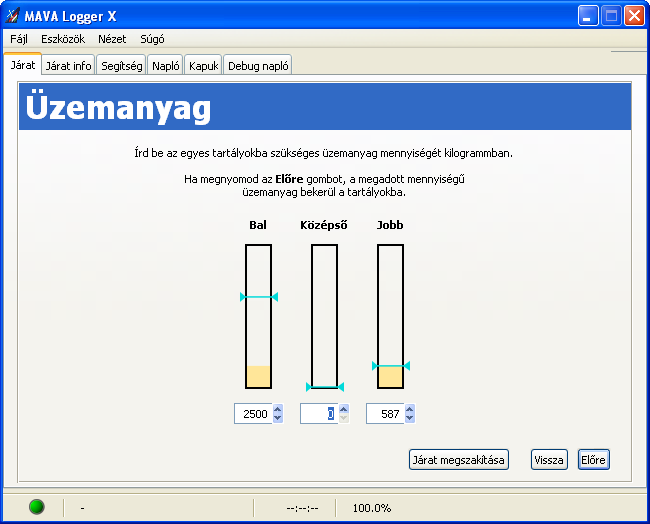 MAVA Logger X
Fájl Eszközök Nézet Súgó
Járat Járat info Segítség Napló Kapuk Debug napló
Üzemanyag
Írd be az egyes tartályokba szükséges üzemanyag mennyiségét kilogrammban.
Ha megnyomod az Előre gombot, a megadott mennyiségű
üzemanyag bekerül a tartályokba.
Bal Középső Jobb
2500 0 587
Járat megszakítása Vissza Előre
- --:--:-- 100.0%